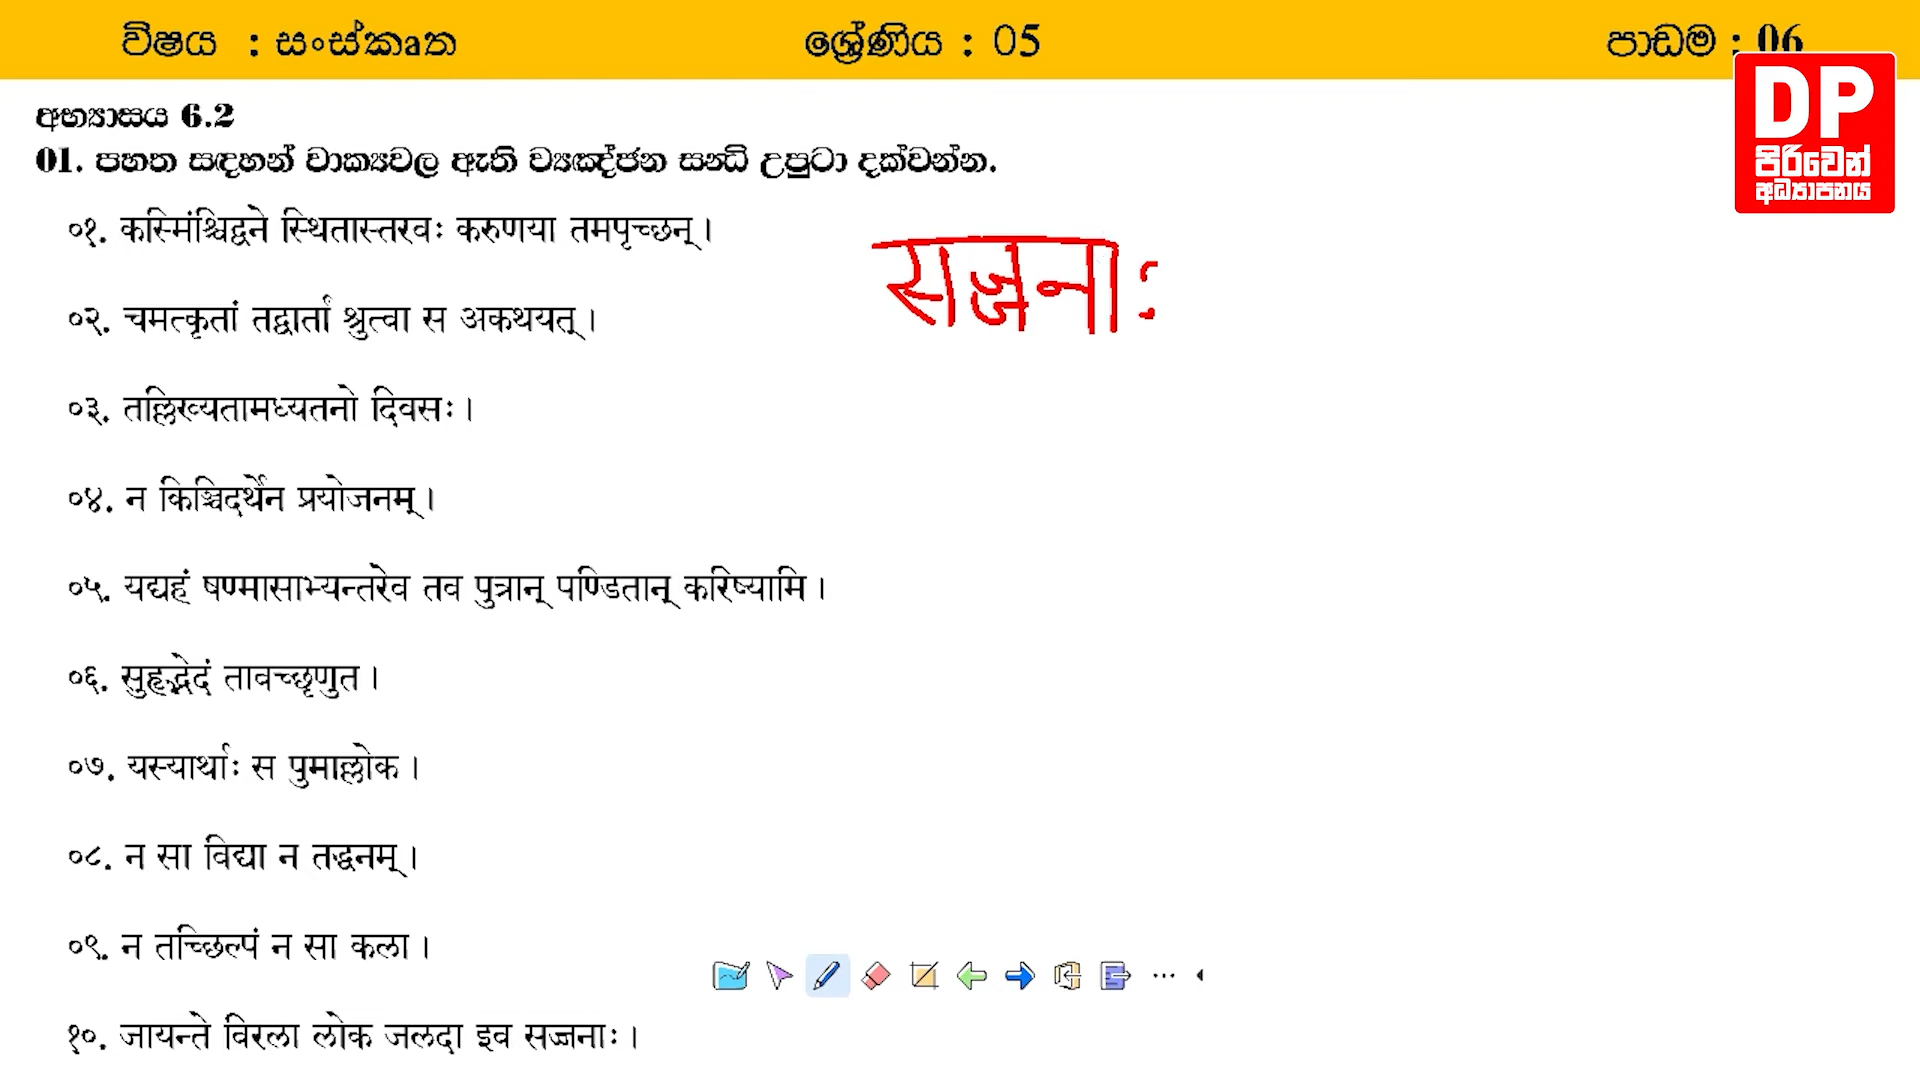 විෂය : සංස්කෘත ශ්‍රේණිය : 05 පාඩම : 06
DP
පිරිවෙන්
අධ්‍යාපනය
අභ්‍යාසය 6.2
01. පහත සඳහන් වාක්‍යවල ඇති ව්‍යඤ්ජන සන්ධි උපුටා දක්වන්න.
०१. कस्मिंश्चिद्वने स्थितास्तरवः करुणया तमपृच्छन् ।
सज्जनाः
०२. चमत्कृतां तद्वार्तां श्रुत्वा स अकथयत् ।
०३. तल्लिख्यतामध्यतनो दिवसः ।
०४. न किञ्चिदर्थेन प्रयोजनम् ।
०५. यद्यहं षण्मासाभ्यन्तरेव तव पुत्रान् पण्डितान् करिष्यामि ।
०६. सुहृद्भेदं तावच्छृणुत ।
०७. यस्यार्थाः स पुमाल्लोक ।
०८. न सा विद्या न तद्धनम् ।
०९. न तच्छिल्पं न सा कला ।
१०. जायन्ते विरला लोक जलदा इव सज्जनाः ।